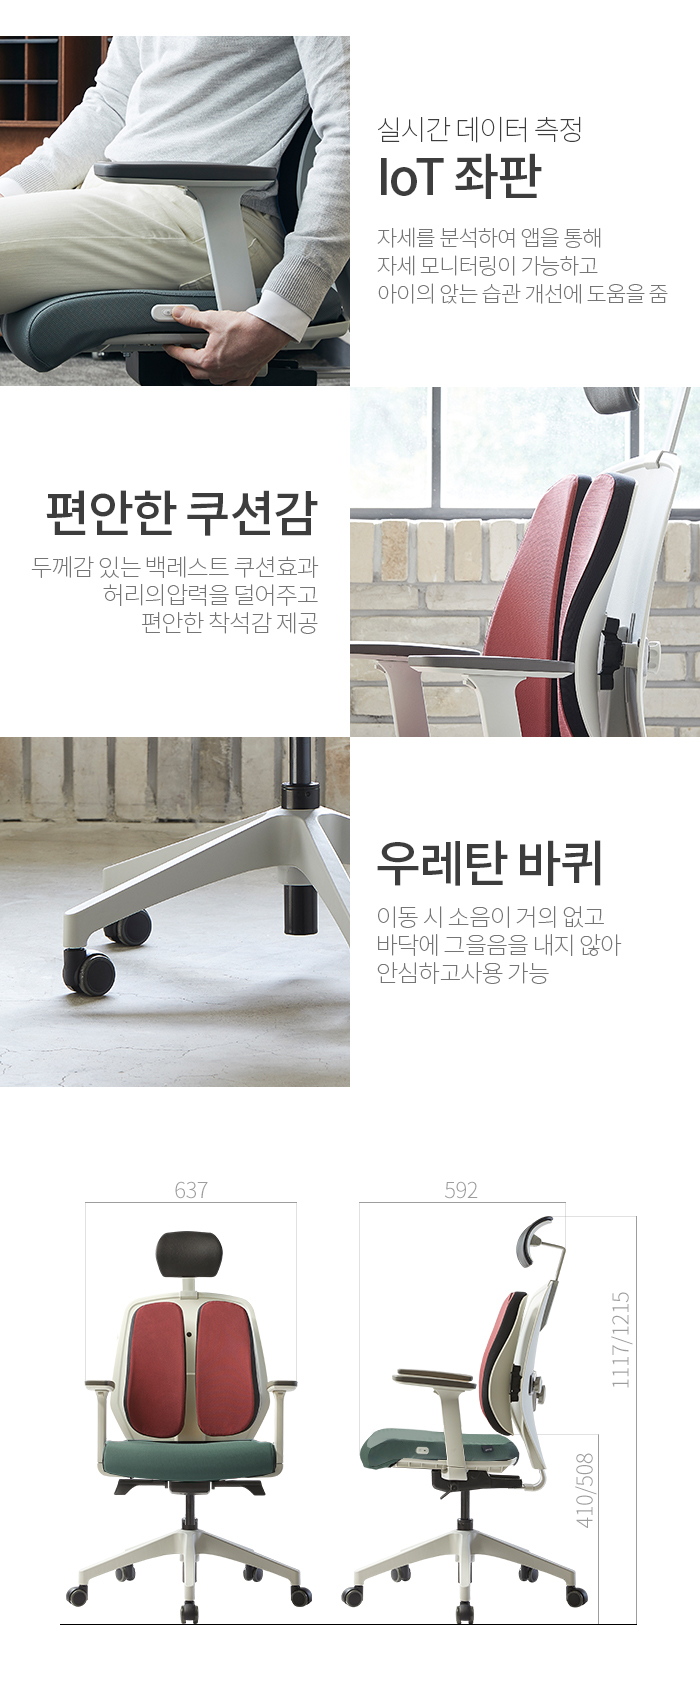 실시간 데이터 측정
IoT 좌판
자세를 분석하여 앱을 통해
자세 모니터링이 가능하고
아이의 앉는 습관 개선에 도움을 줌
편안한 쿠션감
두께감 있는 백레스트 쿠션효과
허리의압력을 덜어주고
편안한 착석감 제공
우레탄 바퀴
이동 시 소음이 거의 없고
바닥에 그을음을 내지 않아
안심하고사용 가능
637
592
1117/1215
410/508